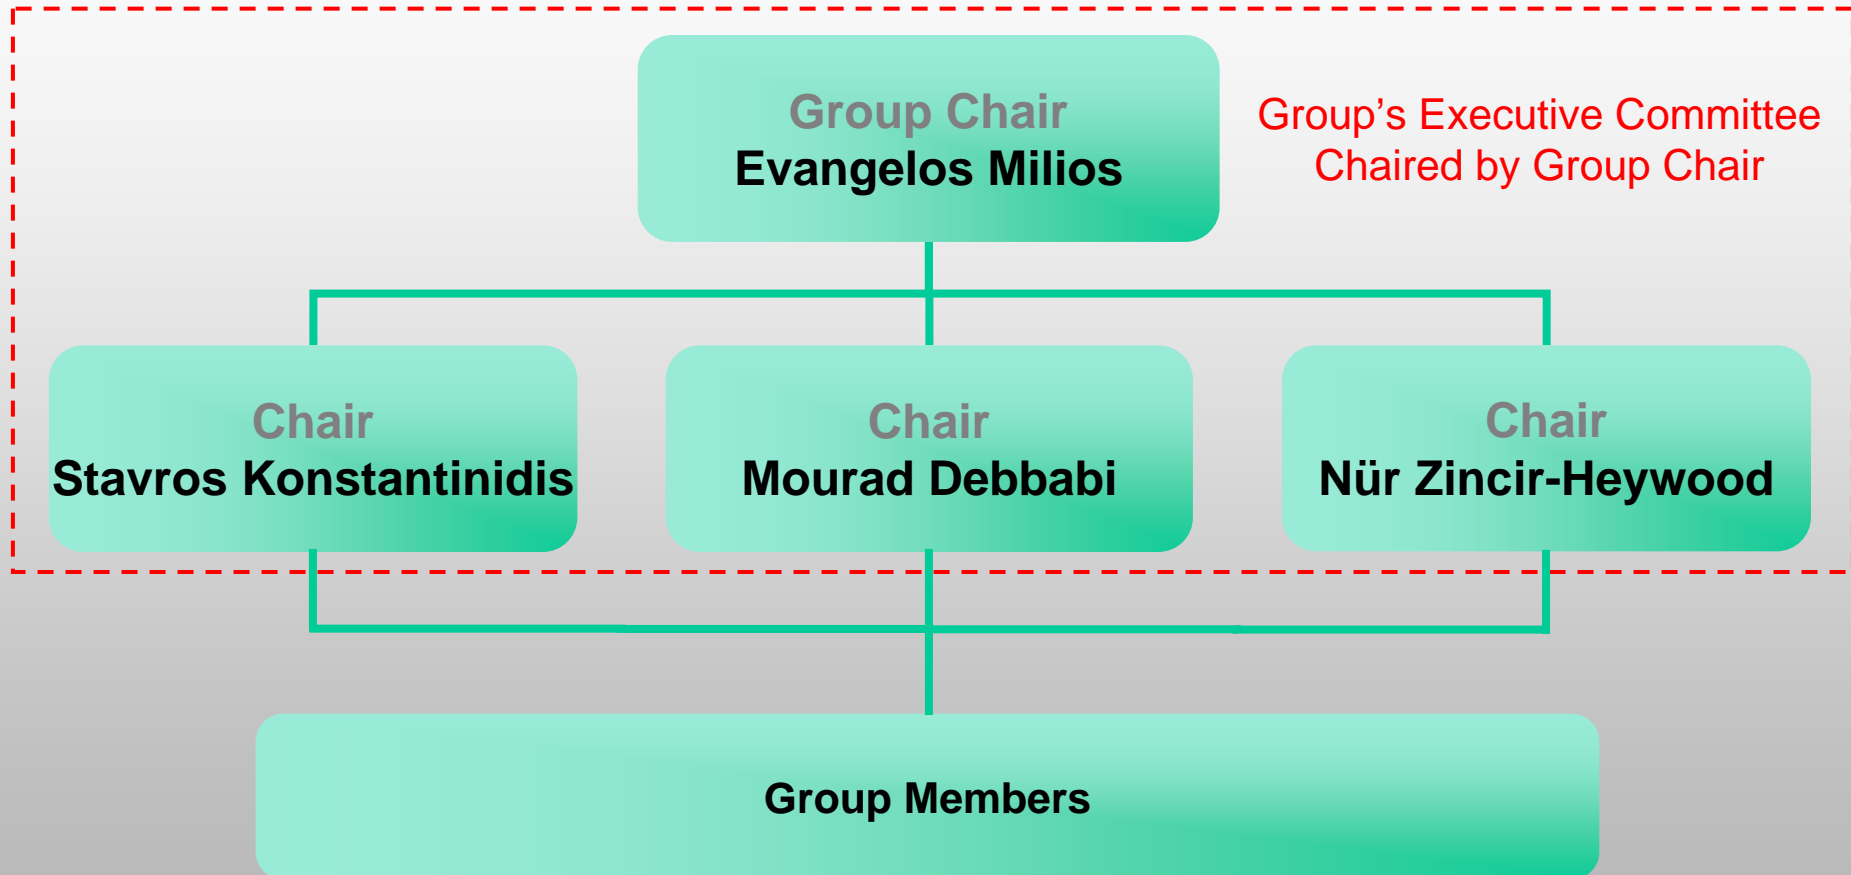 Group Chair
Evangelos Milios
Group’s Executive Committee
Chaired by Group Chair
Chair
Stavros Konstantinidis
Chair
Mourad Debbabi
Chair
Nür Zincir-Heywood
Group Members